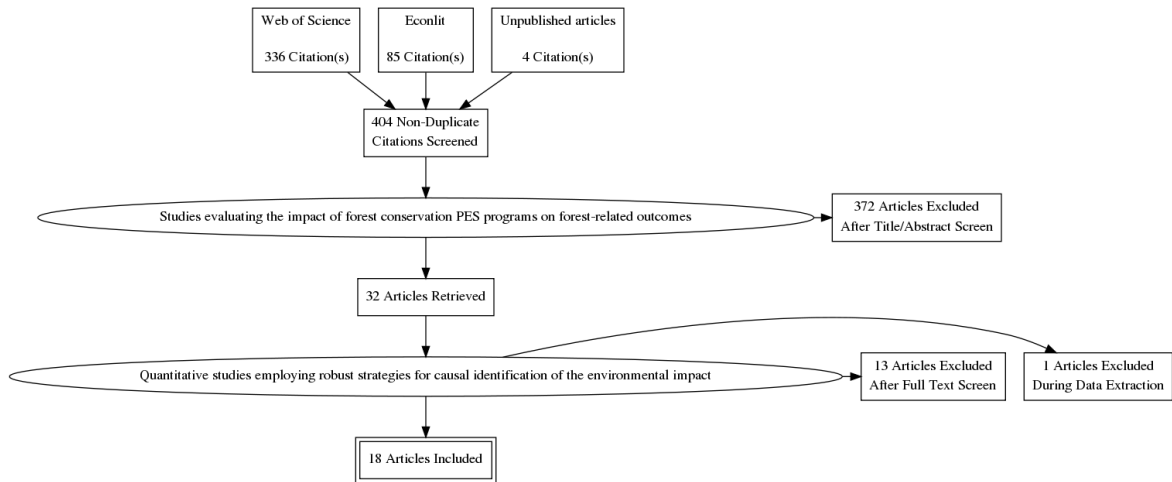 Web of Science
336 Citation(s)
Econlit
85 Citation(s)
Unpublished articles
4 Citation(s)
404 Non-Duplicate
Citations Screened
Studies evaluating the impact of forest conservation PES programs on forest-related outcomes
372 Articles Excluded
After Title/Abstract Screen
32 Articles Retrieved
Quantitative studies employing robust strategies for causal identification of the environmental impact
13 Articles Excluded
After Full Text Screen
1 Articles Excluded
During Data Extraction
18 Articles Included